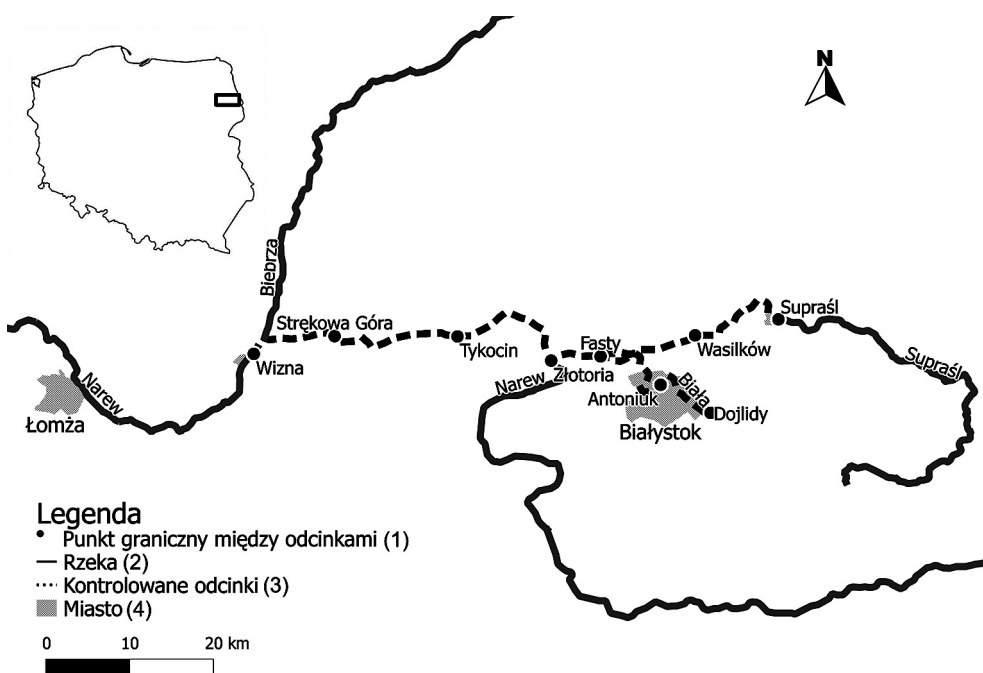 N
Biebrza
Supraśl
Strękowa Góra
Tykocin
Fasty
Wasilków
Wizna
Złotoria
Supraśl
Narew
Narew
Biała
Antoniuk
Dojlidy
Łomża
Białystok
Legenda
Punkt graniczny między odcinkami (1)
Rzeka (2)
Kontrolowane odcinki (3)
Miasto (4)
0 10 20 km